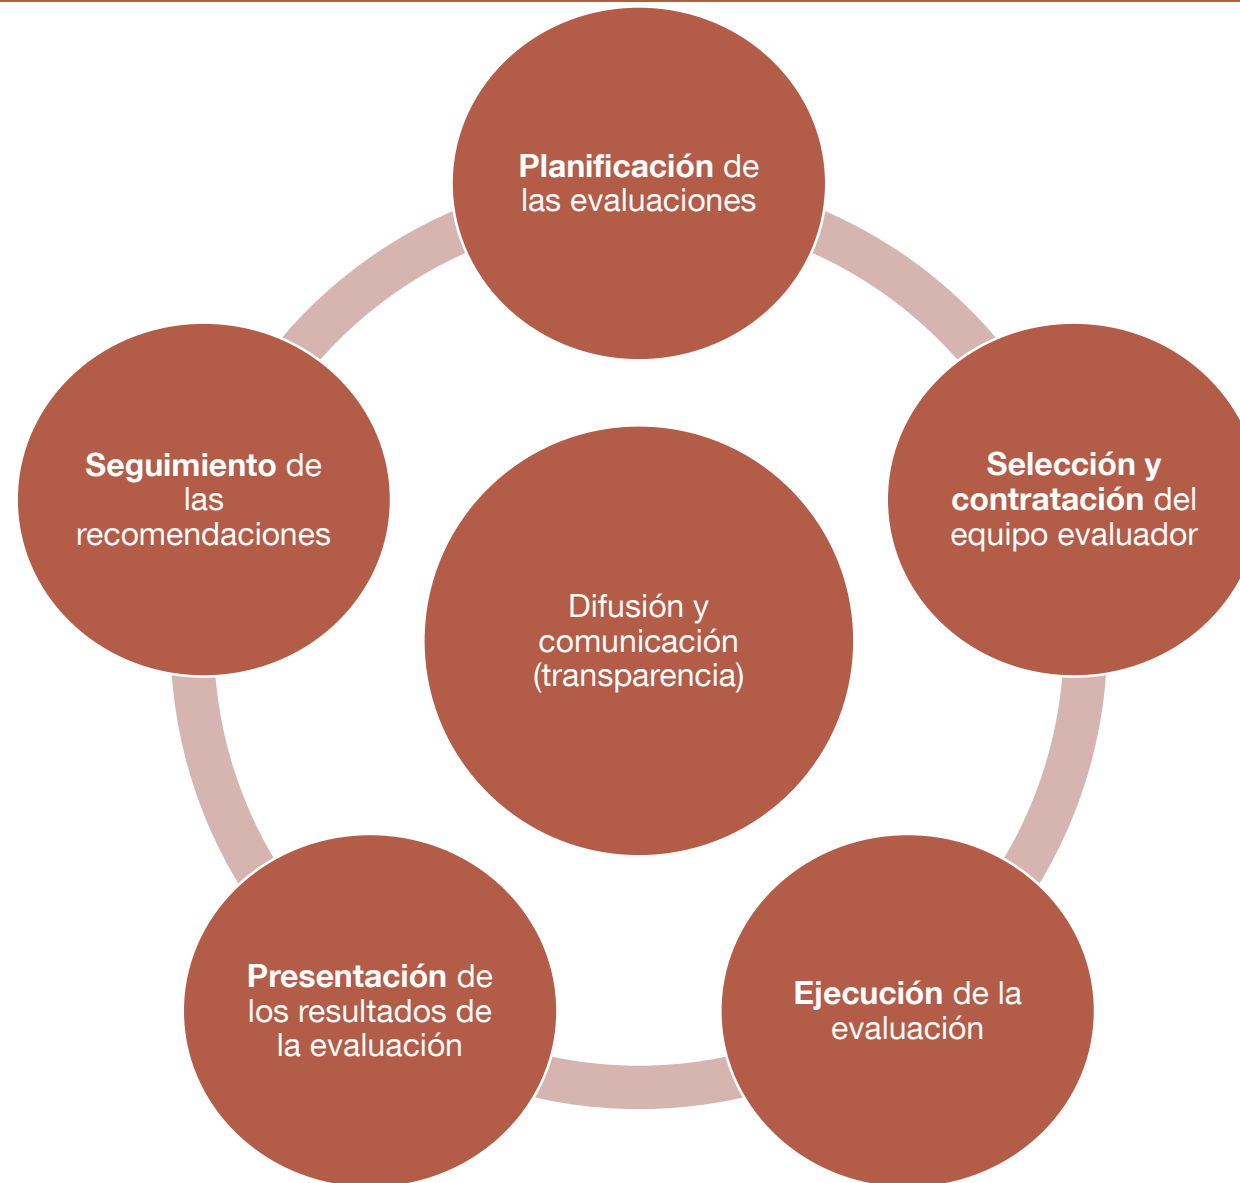 Planificación de
las evaluaciones
Selección y
contratación del
equipo evaluador
Ejecución de la
evaluación
Presentación de
los resultados de
la evaluación
Seguimiento de
las
recomendaciones
Difusión y
comunicación
(transparencia)